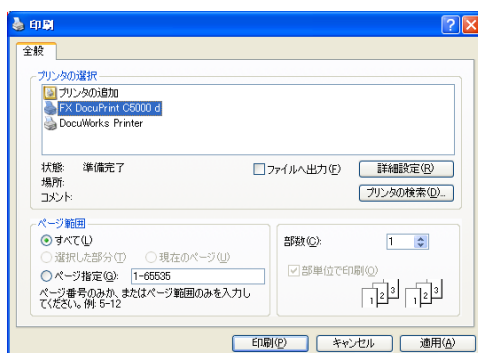 印刷
全般
プリンタの選択
プリンタの追加
FX DocuPrint C5000 d
DocuWorks Printer
状態: 準備完了
場所:
コメント:
ファイルへ出力(F)
詳細設定(R)
プリンタの検索(D)...
ページ範囲
すべて(L)
選択した部分(T) 現在のページ(U)
ページ指定(G): 1-65535
ページ番号のみか、またはページ範囲のみを入力し
てください。例: 5-12
部数(C): 1
部単位で印刷(O)
1 2 3 1 2 3
印刷(P) キャンセル 適用(A)